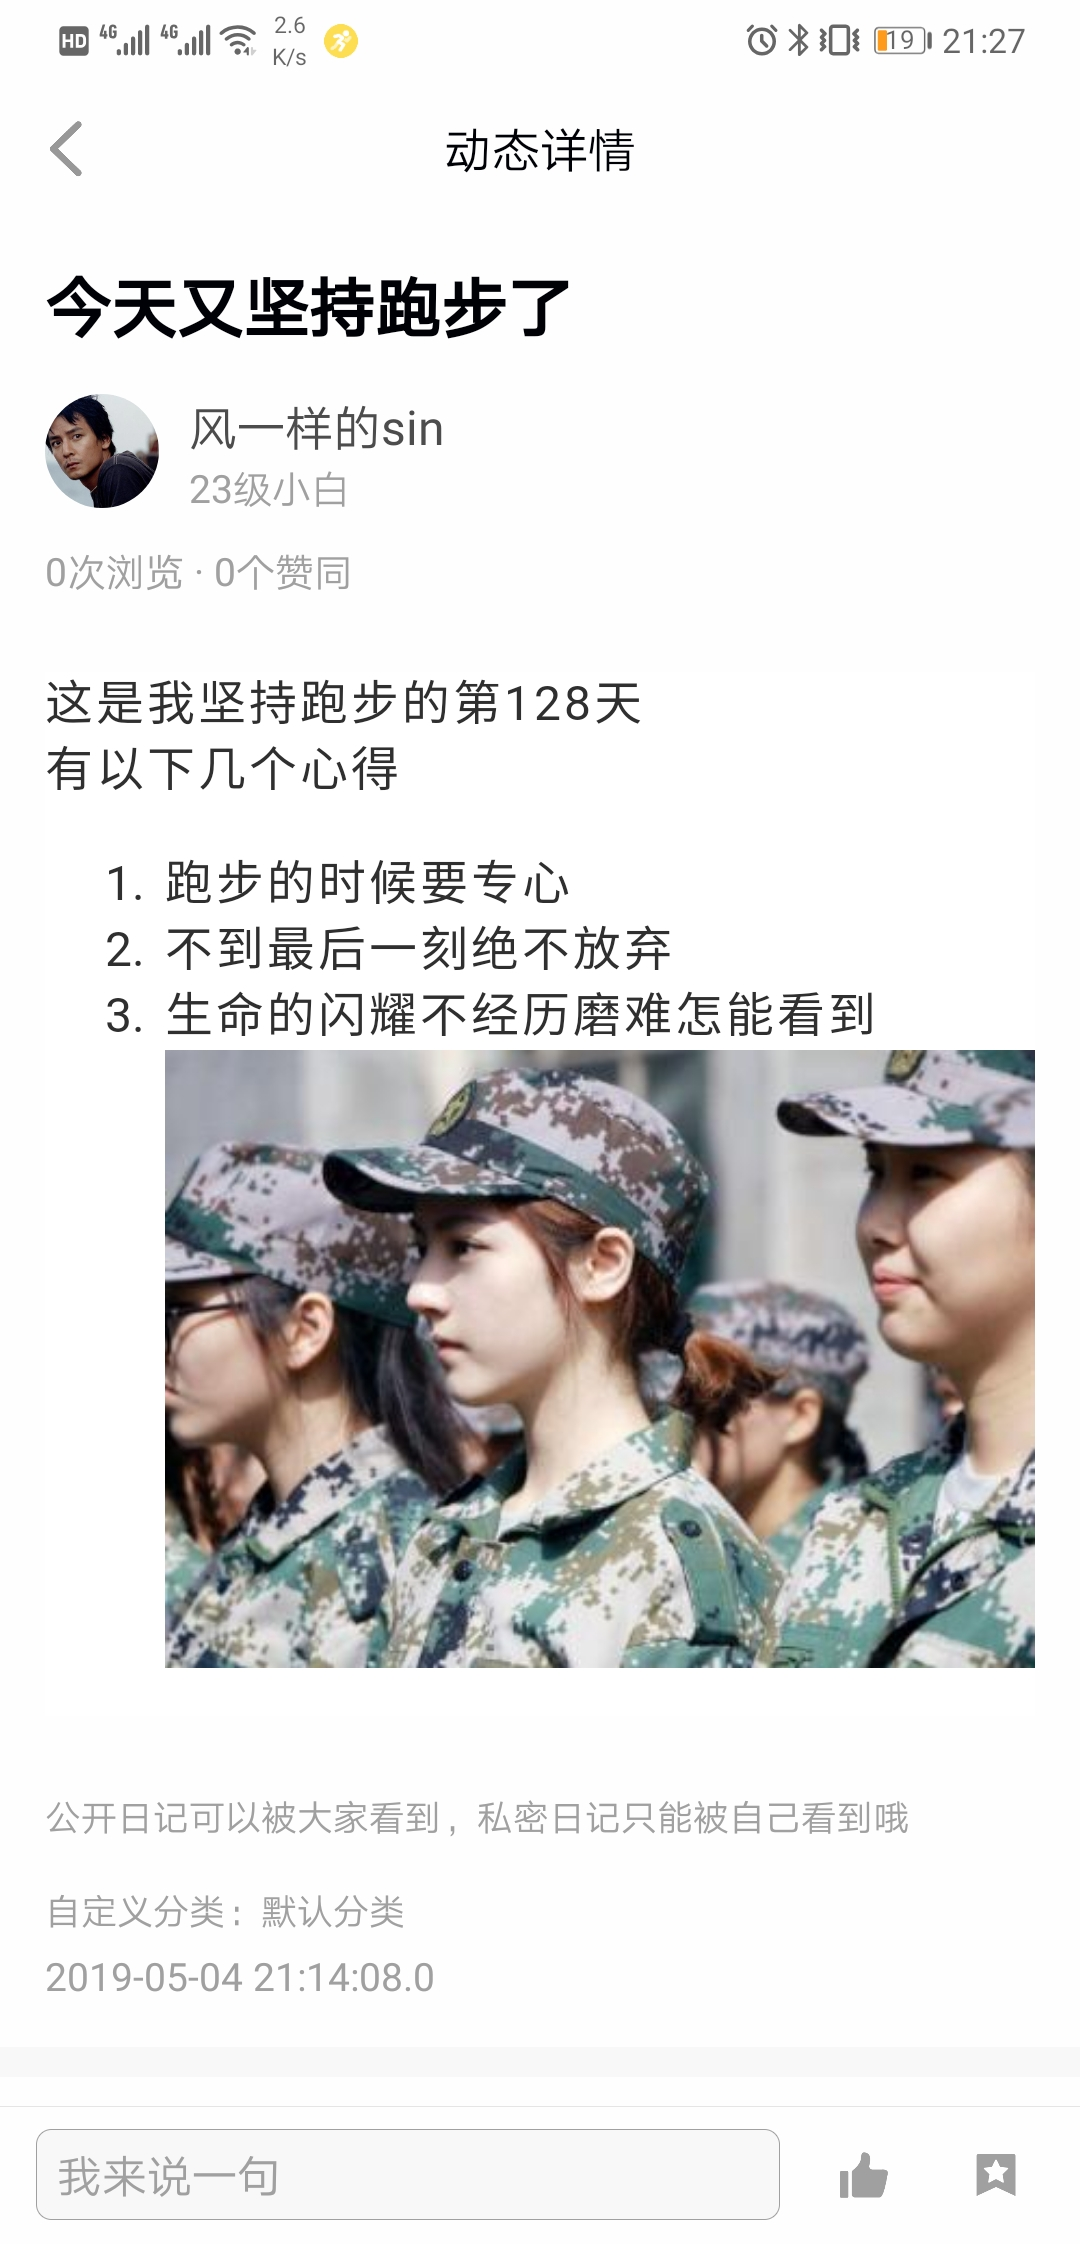 HD 4G 4G 2.6 K/s 19 21:27
动态详情
今天又坚持跑步了
风一样的sin
23级小白
0次浏览 · 0个赞同
这是我坚持跑步的第128天
有以下几个心得
1. 跑步的时候要专心
2. 不到最后一刻绝不放弃
3. 生命的闪耀不经历磨难怎能看到
公开日记可以被大家看到，私密日记只能被自己看到哦
自定义分类：默认分类
2019-05-04 21:14:08.0
我来说一句